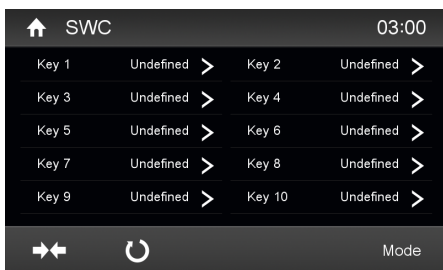 SWC 03:00
Key 1 Undefined Key 2 Undefined
Key 3 Undefined Key 4 Undefined
Key 5 Undefined Key 6 Undefined
Key 7 Undefined Key 8 Undefined
Key 9 Undefined Key 10 Undefined
Mode